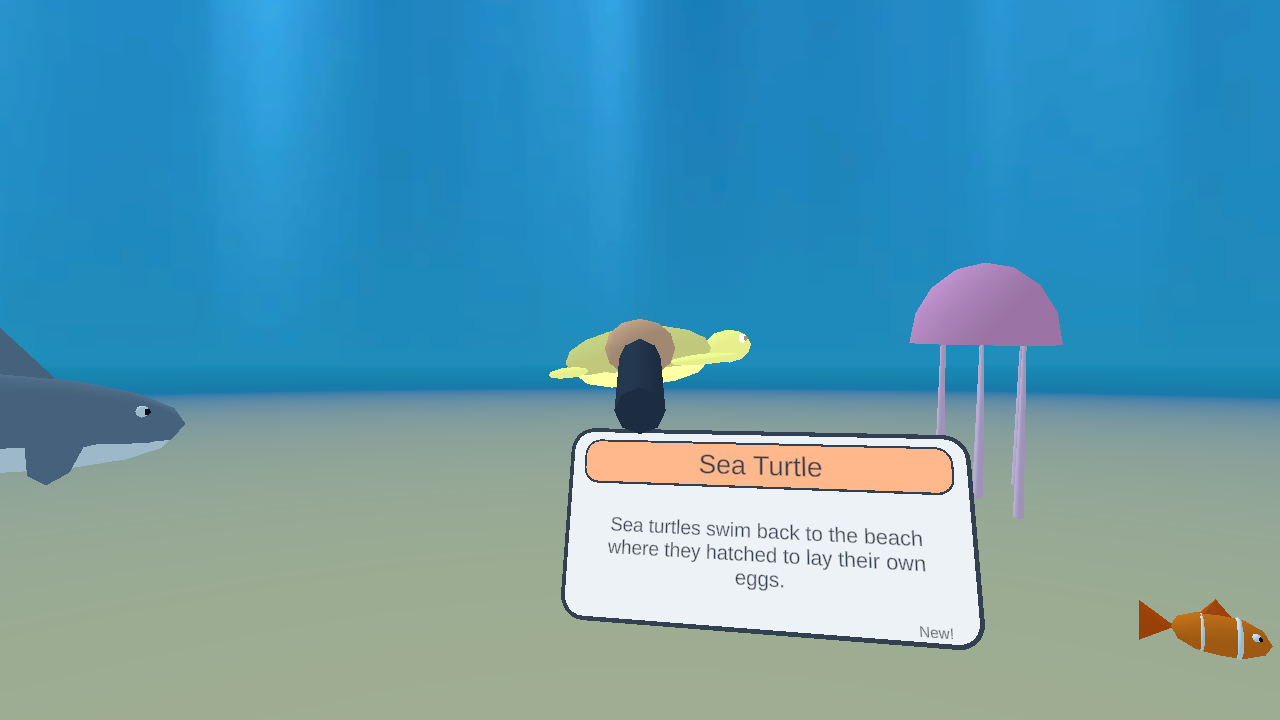 Sea Turtle
Sea turtles swim back to the beach
where they hatched to lay their own
eggs.
New!